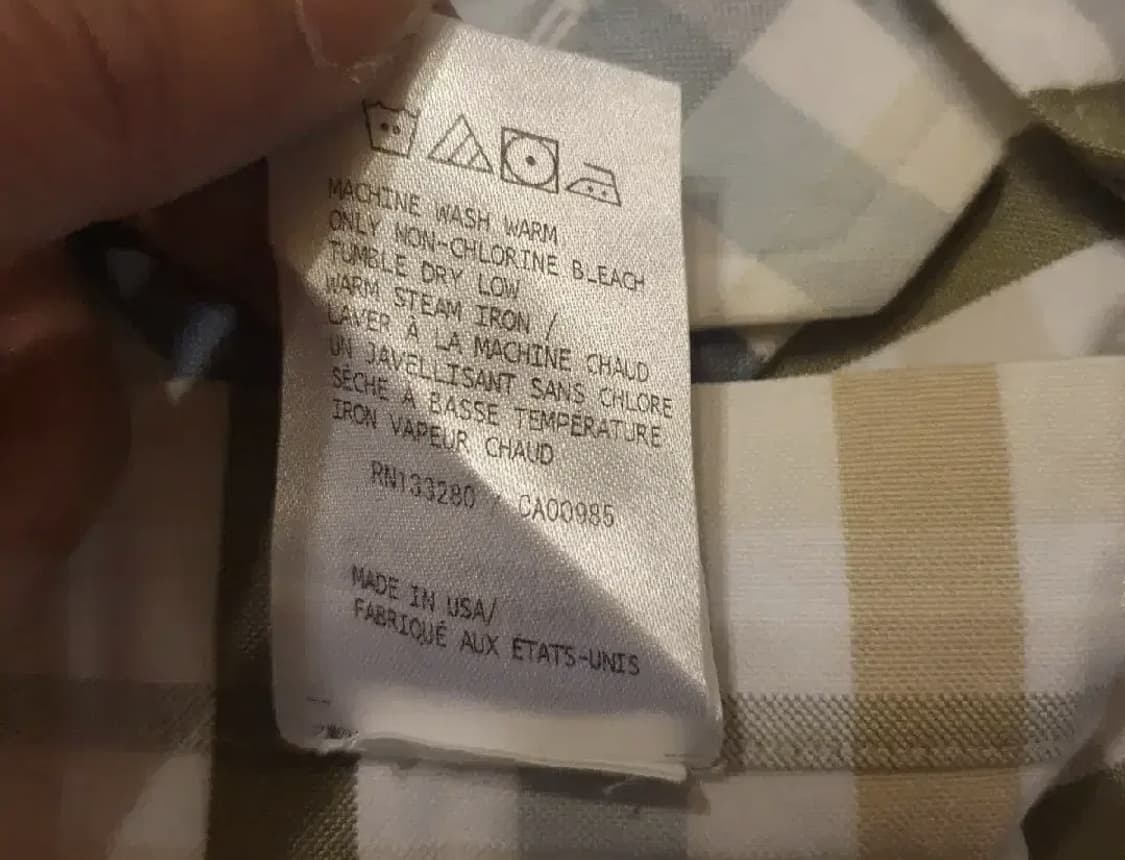 MACHINE WASH WARM
ONLY NON-CHLORINE BLEACH
TUMBLE DRY LOW
WARM STEAM IRON /
LAVER À LA MACHINE CHAUD
UN JAVELLISANT SANS CHLORE
SÈCHE À BASSE TEMPÉRATURE
IRON VAPEUR CHAUD
RN133280 / CA00985
MADE IN USA/
FABRIQUÉ AUX ÉTATS-UNIS